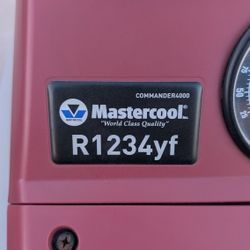 COMMANDER4000
Mastercool
"World Class Quality"
R1234yf